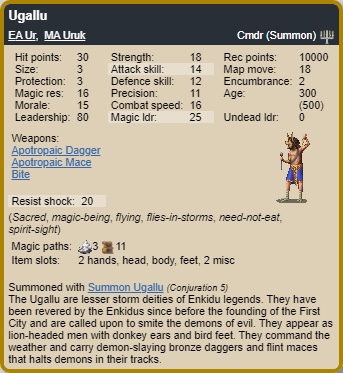 Ugallu
EA Ur, MA Uruk Cmdr (Summon)
Hit points: 30 Strength: 18 Rec points: 10000
Size: 3 Attack skill: 14 Map move: 18
Protection: 3 Defence skill: 12 Encumbrance: 2
Magic res: 16 Precision: 11 Age: 300
Morale: 15 Combat speed: 16 (500)
Leadership: 80 Magic ldr: 25 Undead ldr: 0
Weapons:
Apotropaic Dagger
Apotropaic Mace
Bite
Resist shock: 20
(Sacred, magic-being, flying, flies-in-storms, need-not-eat,
spirit-sight)
Magic paths: 3 11
Item slots: 2 hands, head, body, feet, 2 misc
Summoned with Summon Ugallu (Conjuration 5)
The Ugallu are lesser storm deities of Enkidu legends. They have
been revered by the Enkidus since before the founding of the First
City and are called upon to smite the demons of evil. They appear as
lion-headed men with donkey ears and bird feet. They command the
weather and carry demon-slaying bronze daggers and flint maces
that halts demons in their tracks.